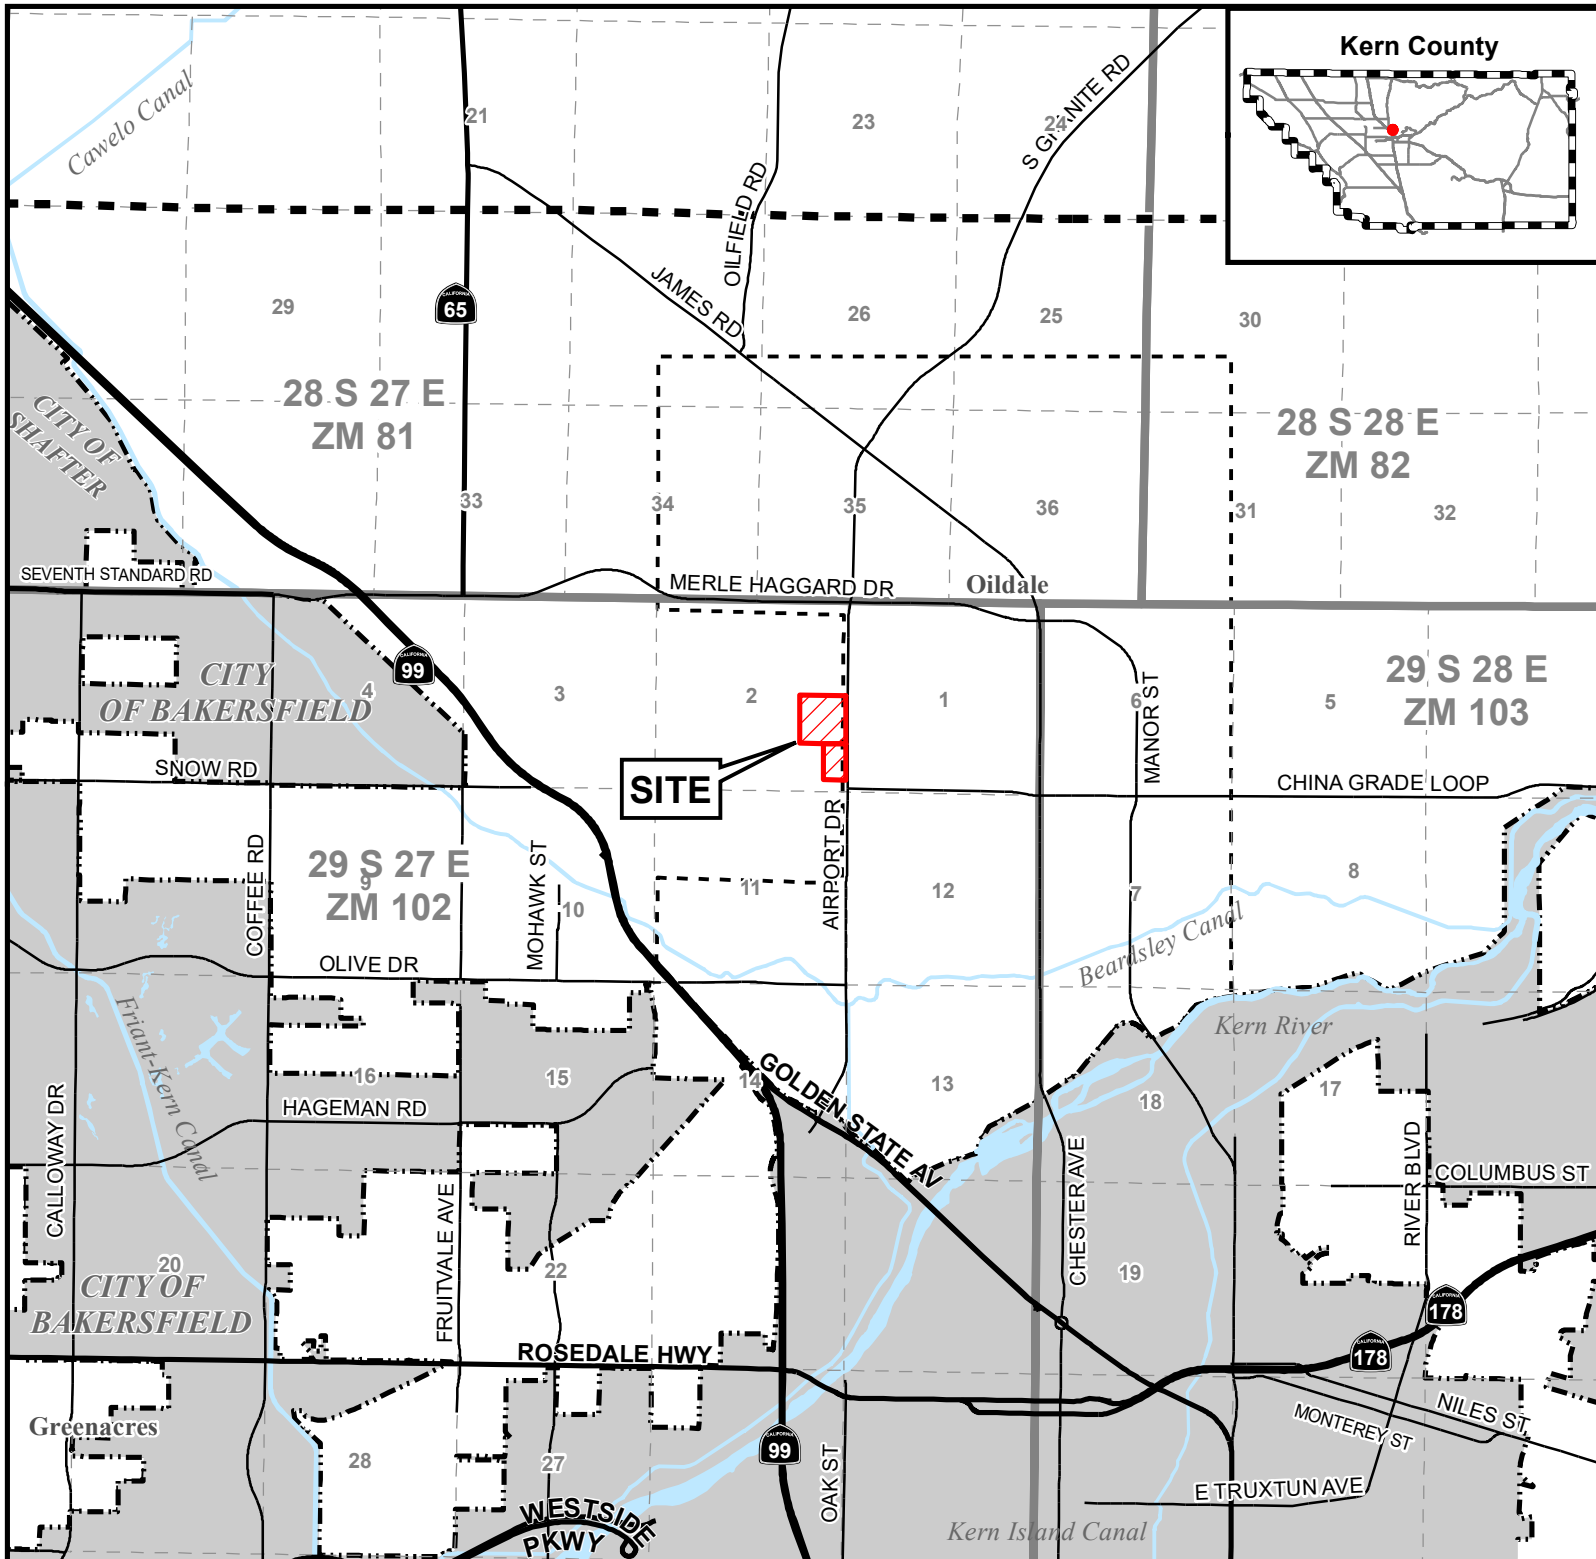 Kern County
Cawelo Canal
21
23
24
S GRANITE RD
OILFIELD RD
JAMES RD
29
CALIFORNIA
65
26
25
30
28 S 27 E
ZM 81
28 S 28 E
ZM 82
CITY OF
SHAFTER
33
34
35
36
31
32
SEVENTH STANDARD RD
MERLE HAGGARD DR
Oildale
CALIFORNIA
99
CITY
OF BAKERSFIELD
4
3
2
1
6
5
29 S 28 E
ZM 103
MANOR ST
SNOW RD
SITE
CHINA GRADE LOOP
AIRPORT DR
COFFEE RD
29 S 27 E
ZM 102
9
MOHAWK ST
10
11
12
7
8
Beardsley Canal
OLIVE DR
Friant-Kern Canal
Kern River
GOLDEN STATE AV
16
15
14
13
18
17
HAGEMAN RD
CALLOWAY DR
FRUITVALE AVE
CHESTER AVE
RIVER BLVD
COLUMBUS ST
20
22
19
CITY OF
BAKERSFIELD
CALIFORNIA
178
CALIFORNIA
178
ROSEDALE HWY
Greenacres
28
27
CALIFORNIA
99
OAK ST
NILES ST
MONTEREY ST
E TRUXTUN AVE
WESTSIDE
PKWY
Kern Island Canal